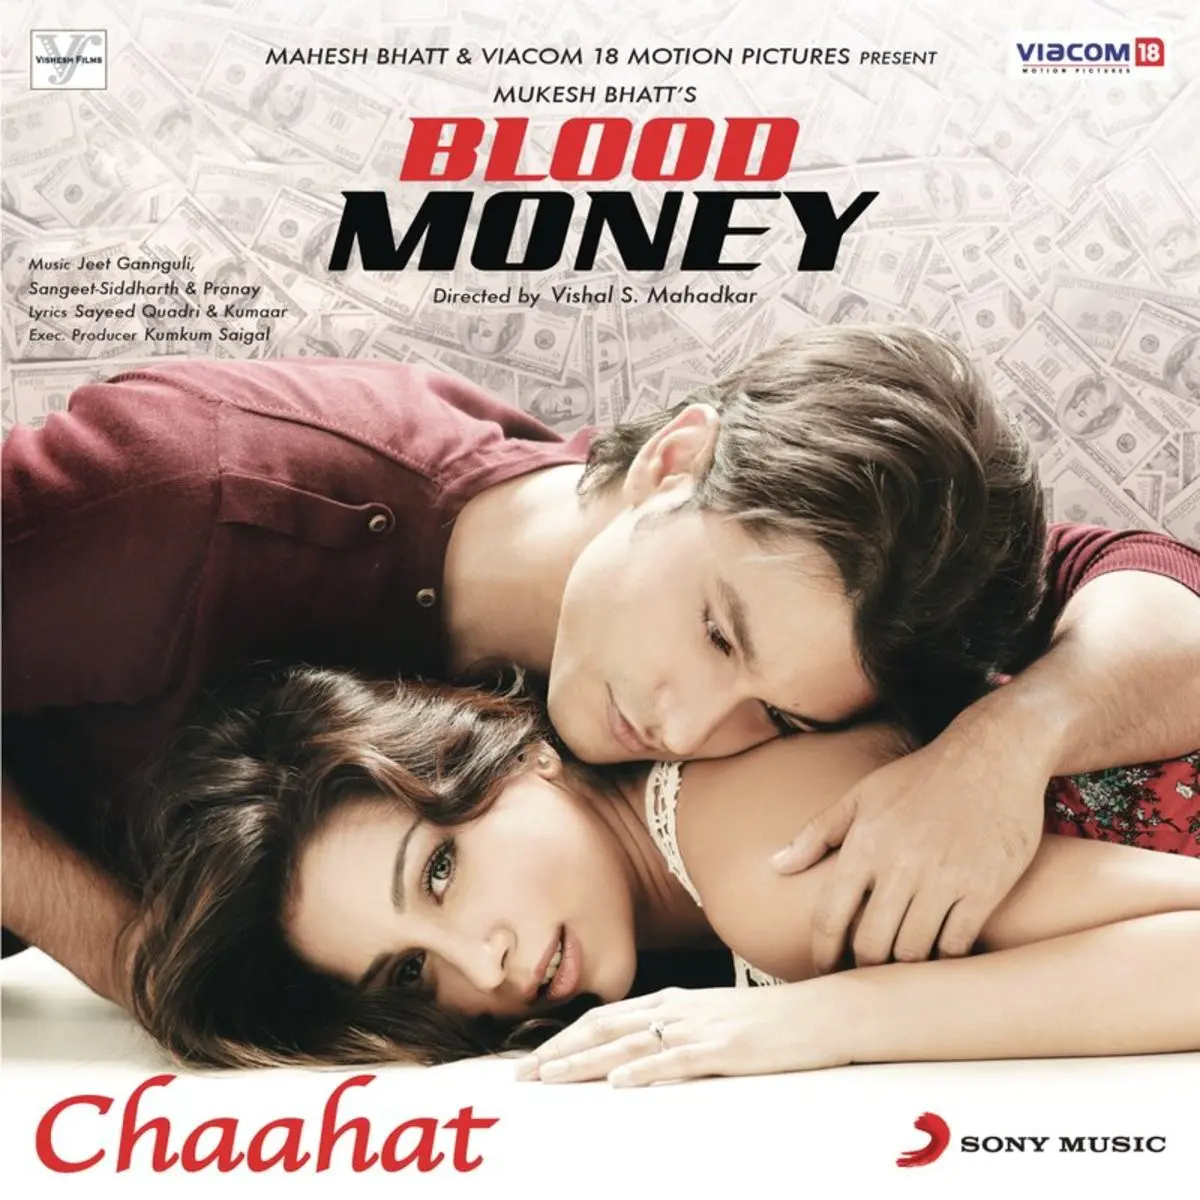 VISHESH FILMS
MAHESH BHATT & VIACOM 18 MOTION PICTURES PRESENT
VIACOM 18
MOTION PICTURES
MUKESH BHATT'S
BLOOD
MONEY
Directed by Vishal S. Mahadkar
Music Jeet Gannguli,
Sangeet-Siddharth & Pranay
Lyrics Sayeed Quadri & Kumaar
Exec. Producer Kumkum Saigal
Chaahat
SONY MUSIC